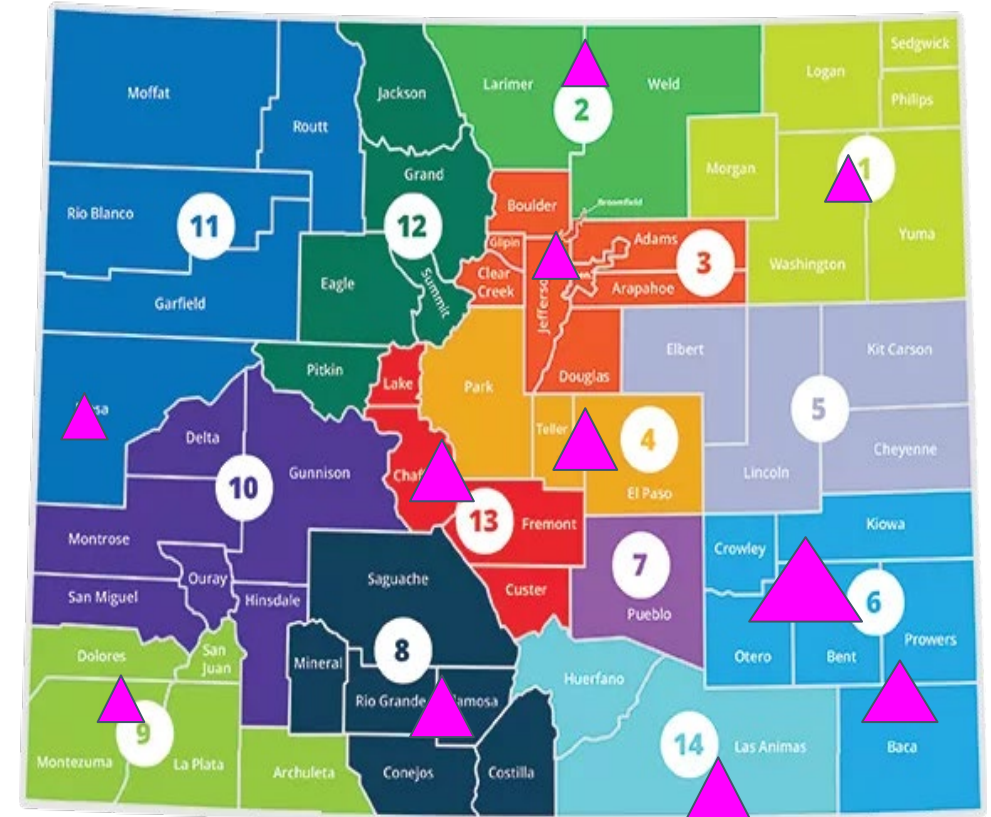 Moffat
Routt
Jackson
Larimer
2
Weld
Logan
Sedgwick
Philips
Rio Blanco
11
Grand
12
Boulder
Broomfield
Morgan
1
Yuma
Washington
Garfield
Eagle
Summit
Gilpin
Clear
Creek
Adams
3
Arapahoe
Pitkin
Lake
Park
Douglas
Elbert
Kit Carson
5
Cheyenne
Lincoln
Teller
4
El Paso
Delta
Gunnison
10
13
Fremont
Montrose
Ouray
San Miguel
Hinsdale
Saguache
Custer
7
Pueblo
Crowley
Kiowa
6
Otero
Bent
Prowers
Dolores
San
Juan
Mineral
8
Rio Grande
Huerfano
9
Montezuma
La Plata
Archuleta
Conejos
Costilla
14
Las Animas
Baca